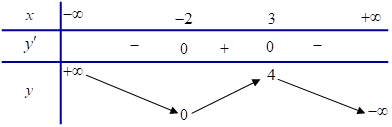 x −∞ −2 3 +∞
y′ − 0 + 0 −
y +∞ 0 4 −∞